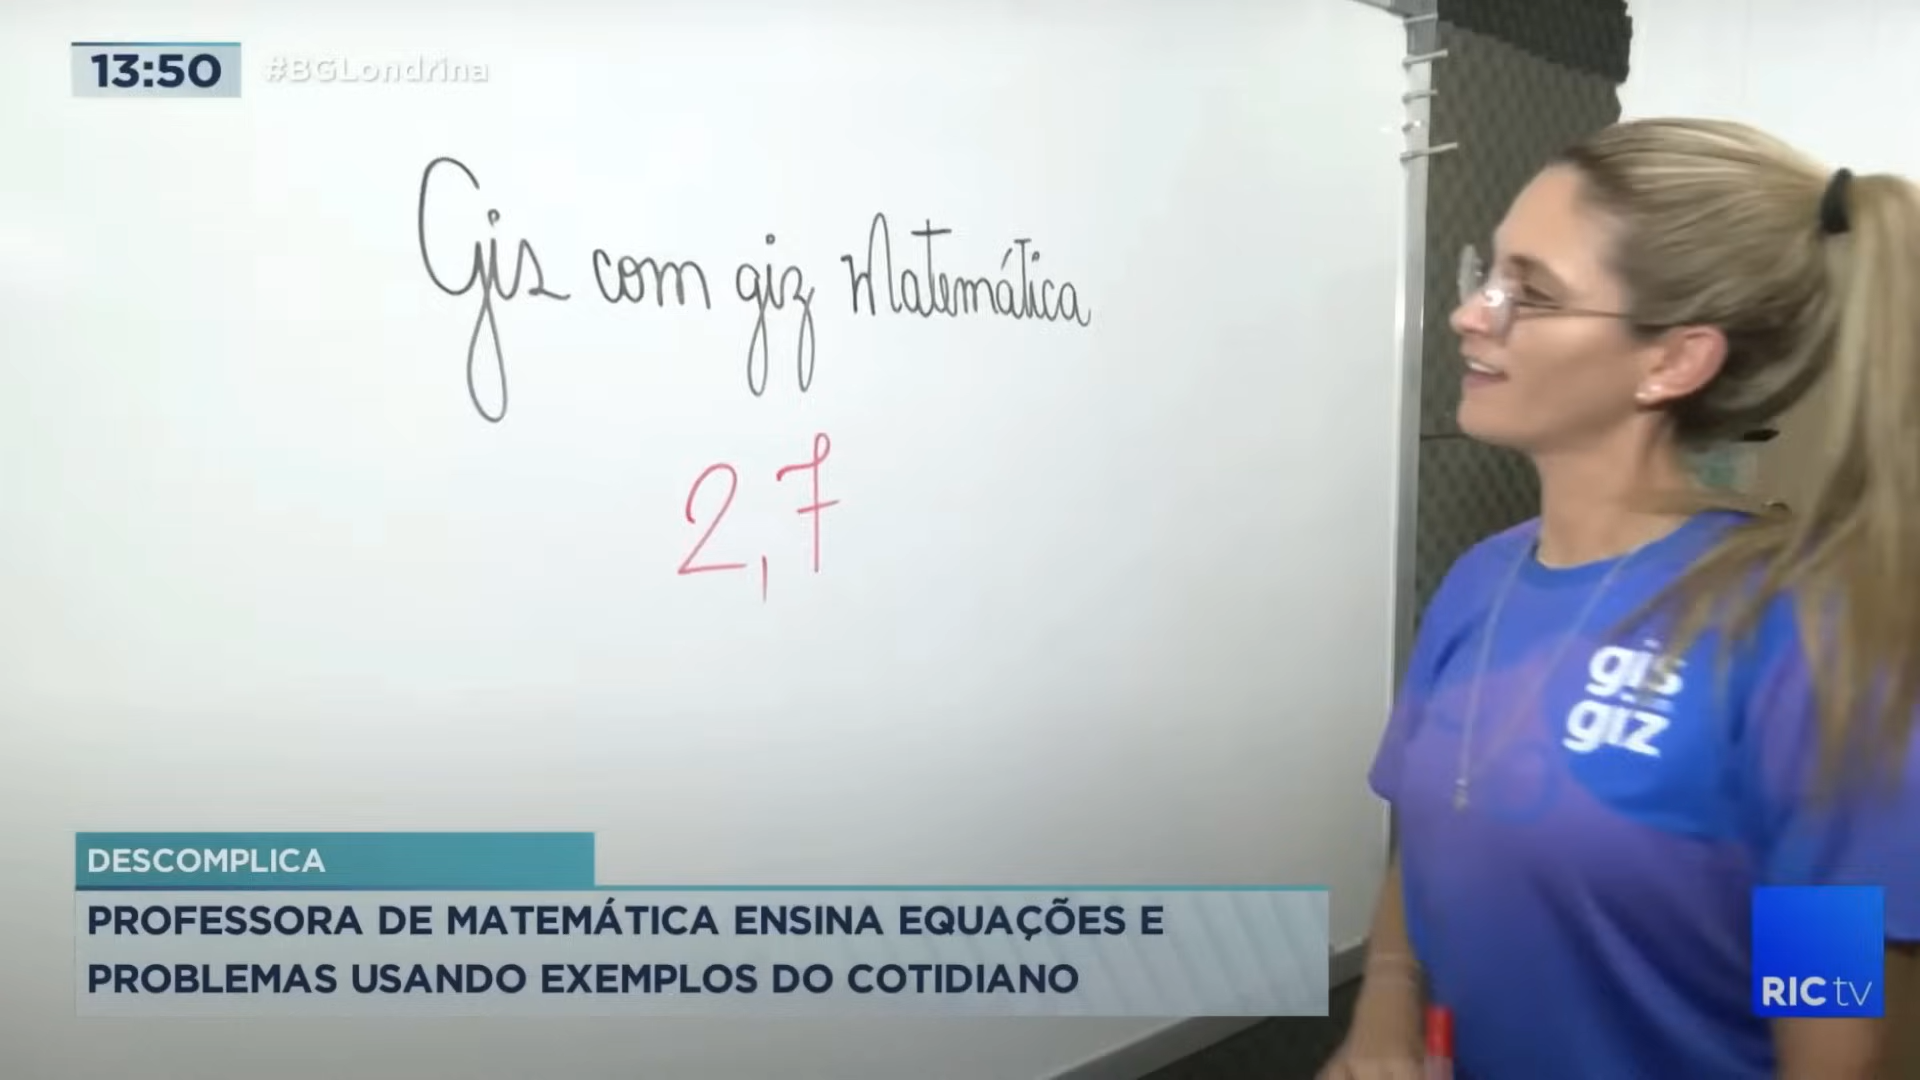 13:50 #BGLondrina
Gis com giz Matemática
2,7
gis
giz
DESCOMPLICA
PROFESSORA DE MATEMÁTICA ENSINA EQUAÇÕES E
PROBLEMAS USANDO EXEMPLOS DO COTIDIANO
RIC tv